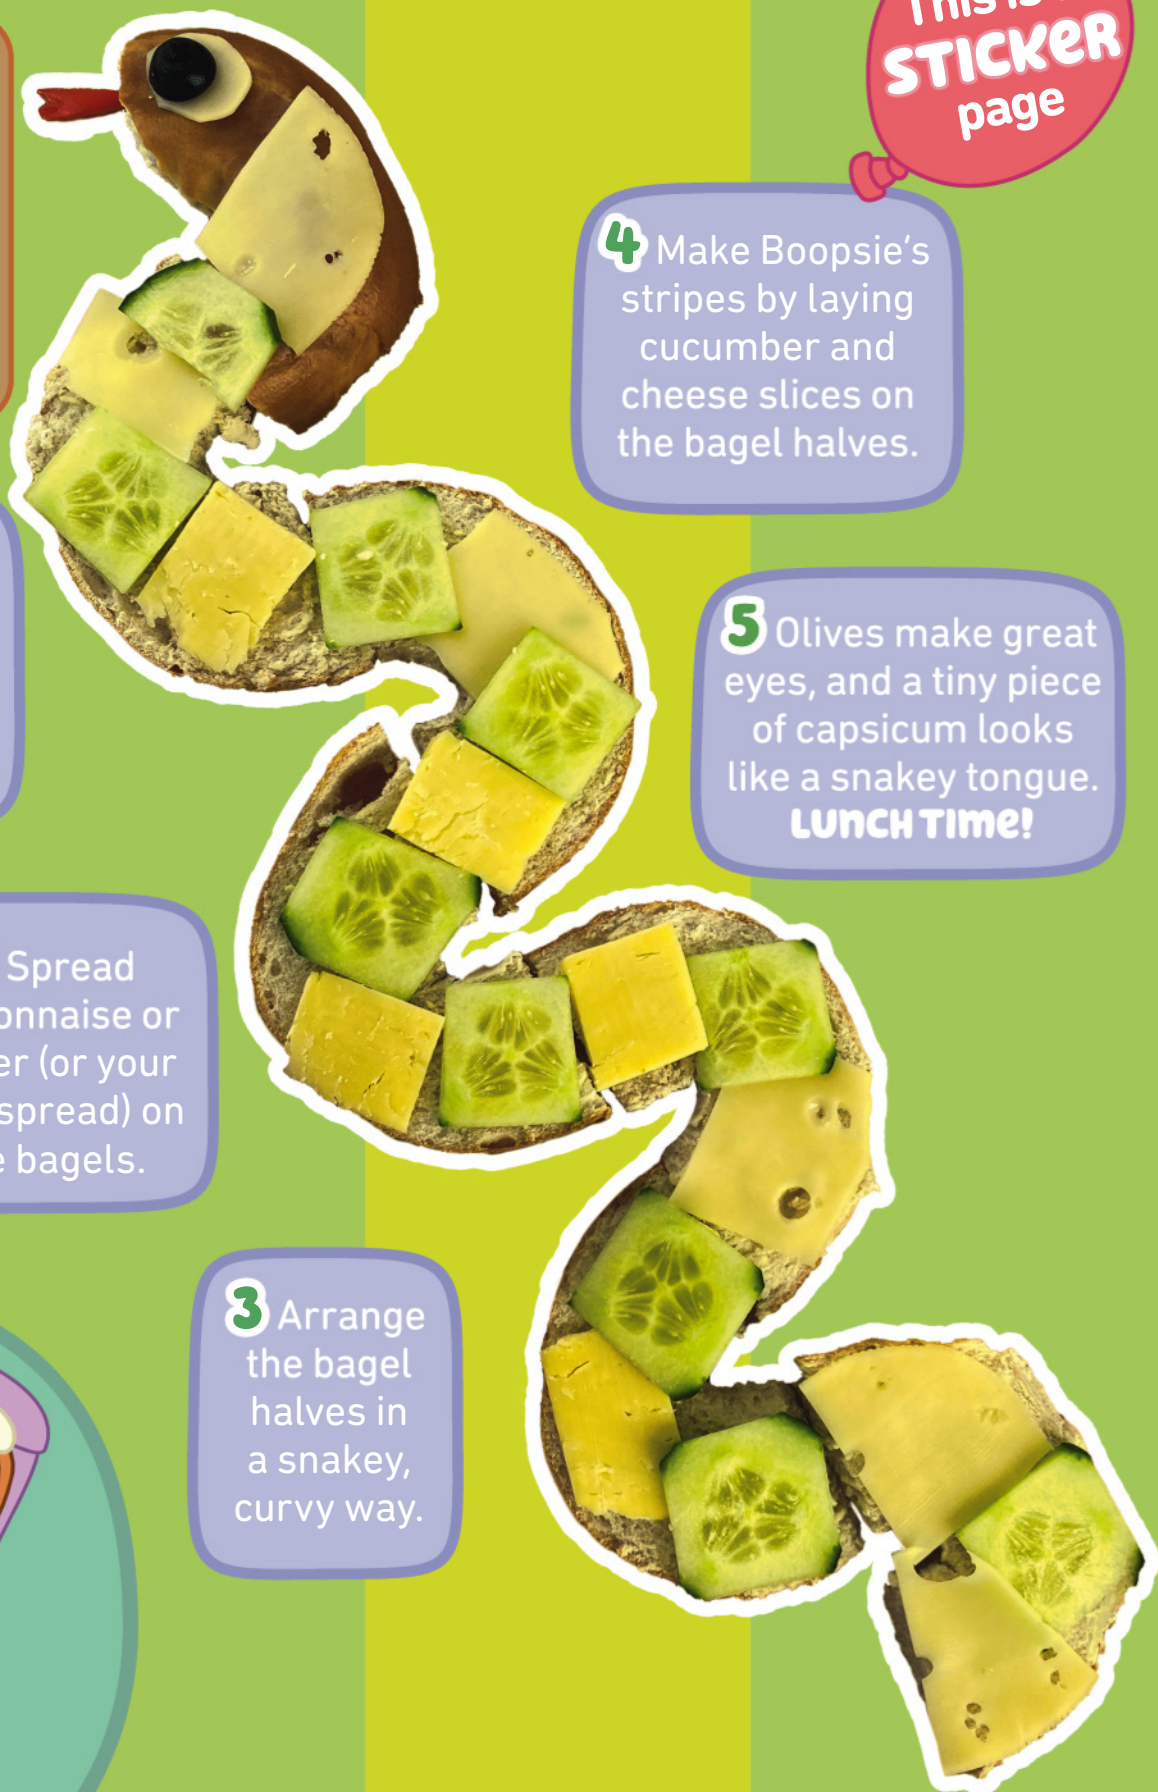 This is
STICKER
page
4 Make Boopsie's
stripes by laying
cucumber and
cheese slices on
the bagel halves.
5 Olives make great
eyes, and a tiny piece
of capsicum looks
like a snakey tongue.
LUNCH TIME!
Spread
onnaise or
er (or your
spread) on
bagels.
3 Arrange
the bagel
halves in
a snakey,
curvy way.